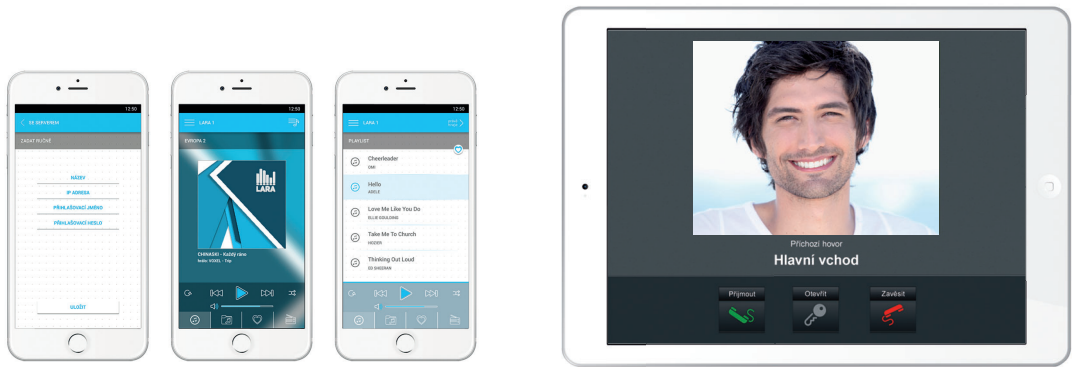 12:50
SE SERVEREM
ZADAT RUČNĚ
NÁZEV
IP ADRESA
PŘIHLAŠOVACÍ JMÉNO
PŘIHLAŠOVACÍ HESLO
ULOŽIT
12:50
LARA 1
EVROPA 2
LARA
CHINASKI - Každý ráno
12:50
LARA 1
PLAYLIST
Cheerleader
OMI
Hello
ADELE
Love Me Like You Do
ELLIE GOULDING
Take Me To Church
HOZIER
Thinking Out Loud
ED SHEERAN
Příchozí hovor
Hlavní vchod
Přijmout
Otevřít
Zavěsit